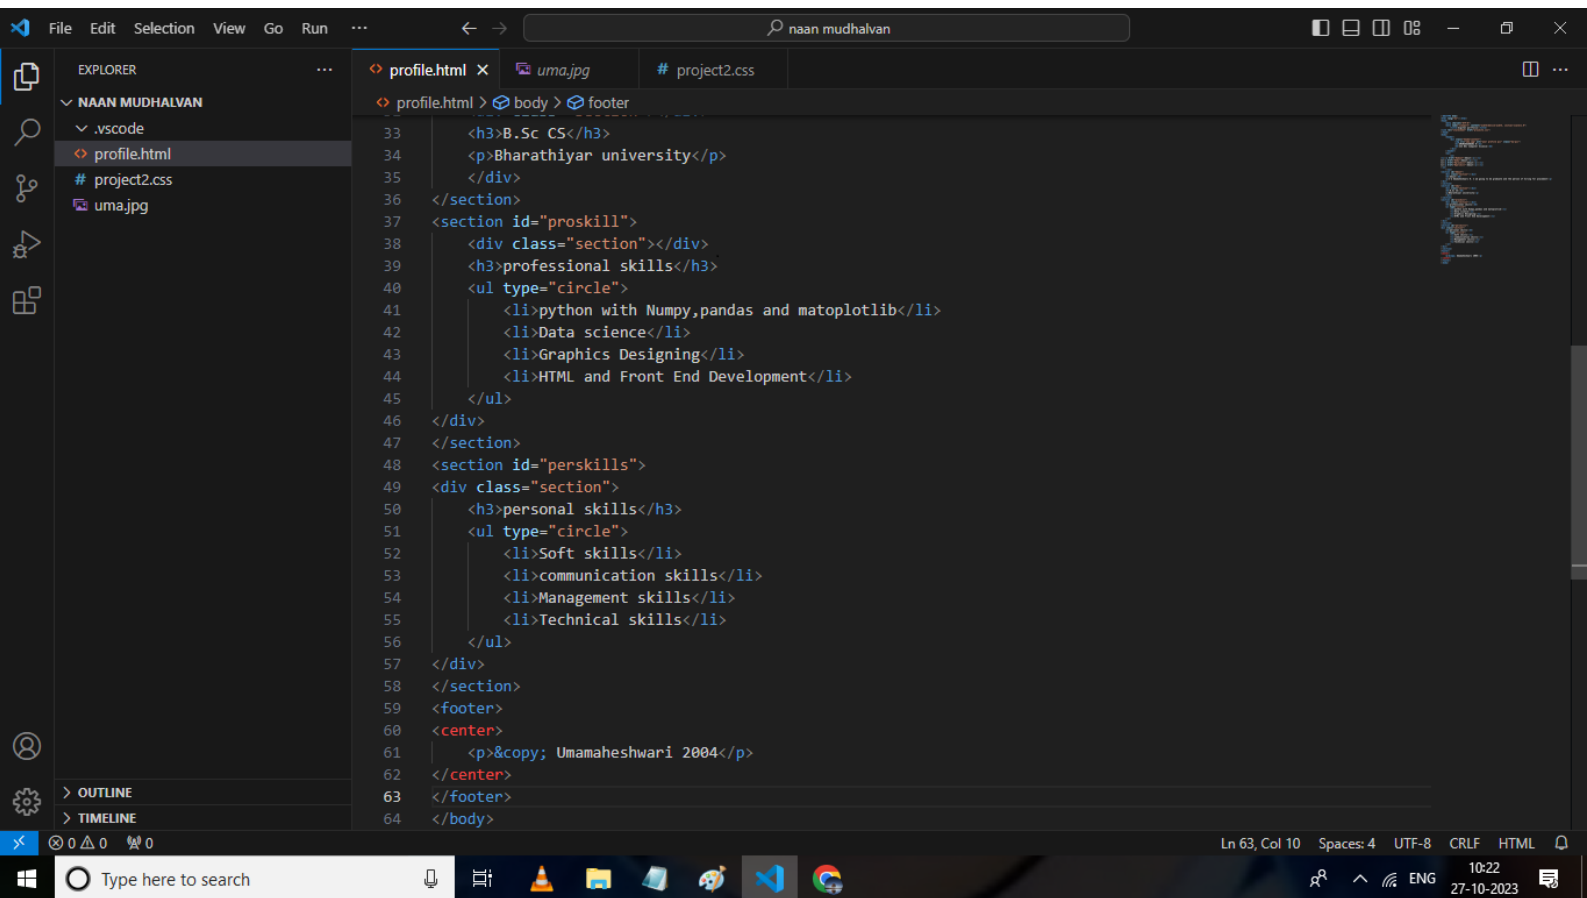 File Edit Selection View Go Run ··· ← → naan mudhalvan
EXPLORER ···
NAAN MUDHALVAN
.vscode
<> profile.html
# project2.css
uma.jpg
OUTLINE
TIMELINE
<> profile.html × uma.jpg # project2.css ···
<> profile.html > body > footer
33 <h3>B.Sc CS</h3>
34 <p>Bharathiyar university</p>
35 </div>
36 </section>
37 <section id="proskill">
38 <div class="section"></div>
39 <h3>professional skills</h3>
40 <ul type="circle">
41 <li>python with Numpy,pandas and matoplotlib</li>
42 <li>Data science</li>
43 <li>Graphics Designing</li>
44 <li>HTML and Front End Development</li>
45 </ul>
46 </div>
47 </section>
48 <section id="perskills">
49 <div class="section">
50 <h3>personal skills</h3>
51 <ul type="circle">
52 <li>Soft skills</li>
53 <li>communication skills</li>
54 <li>Management skills</li>
55 <li>Technical skills</li>
56 </ul>
57 </div>
58 </section>
59 <footer>
60 <center>
61 <p>&copy; Umamaheshwari 2004</p>
62 </center>
63 </footer>
64 </body>
0 0 0 Ln 63, Col 10 Spaces: 4 UTF-8 CRLF HTML
Type here to search ENG 10:22
27-10-2023